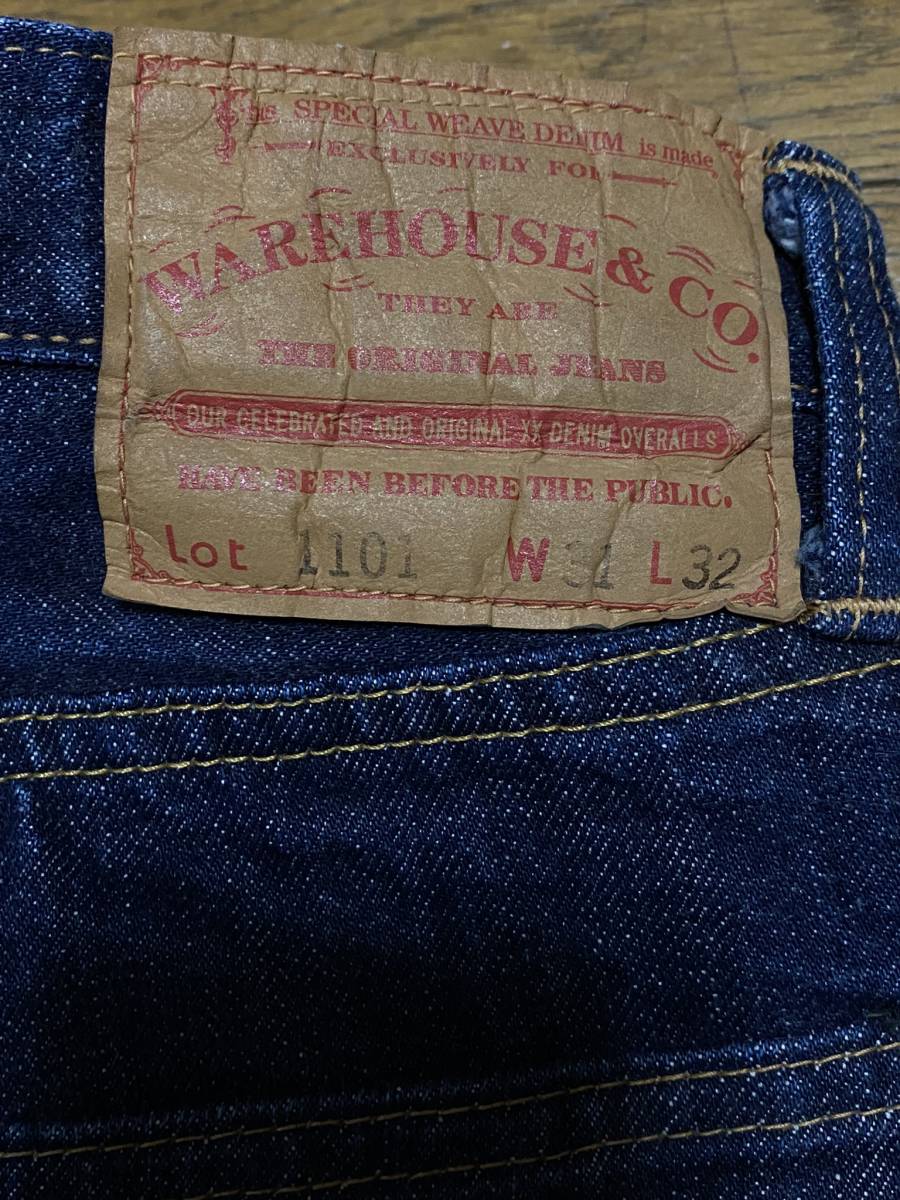 This SPECIAL WEAVE DENIM is made
EXCLUSIVELY FOR
WAREHOUSE & CO.
THEY ARE
THE ORIGINAL JEANS
OUR CELEBRATED AND ORIGINAL XX DENIM OVERALLS
HAVE BEEN BEFORE THE PUBLIC.
Lot 1101 W 31 L 32